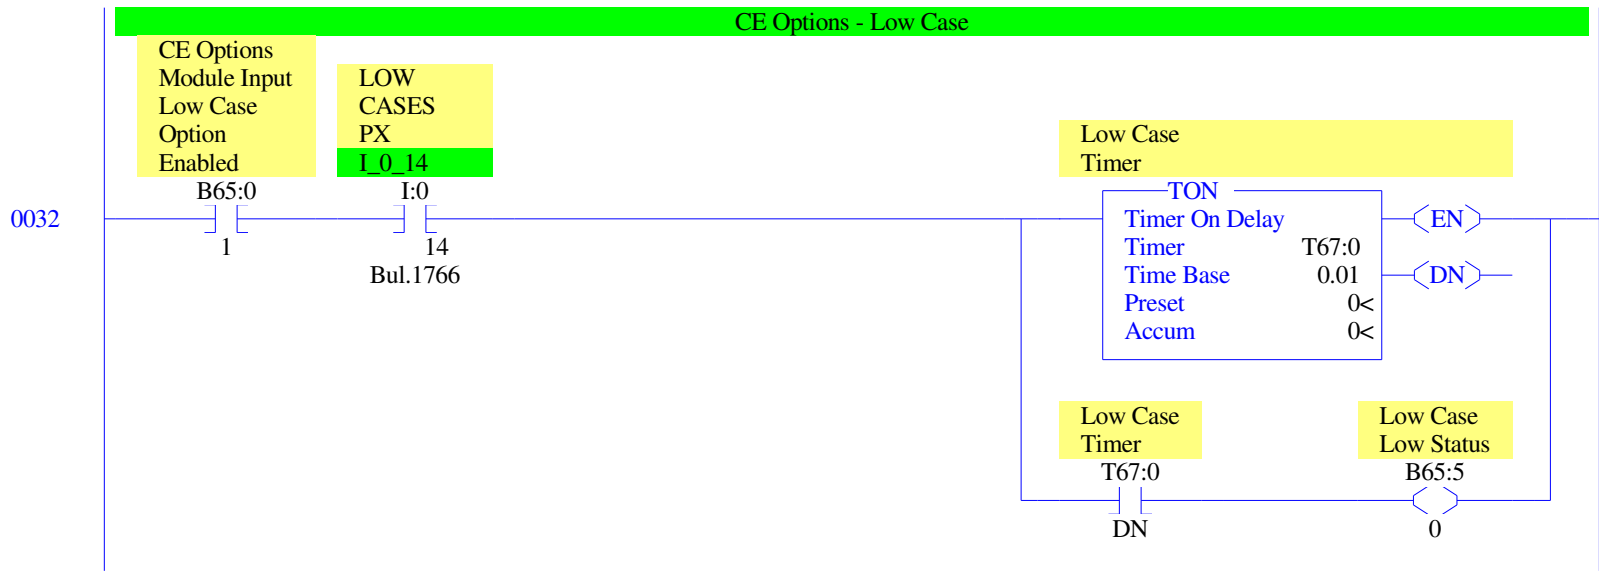 CE Options - Low Case
CE Options
Module Input
Low Case
Option
Enabled
B65:0
1
LOW
CASES
PX
I_0_14
I:0
14
Bul.1766
0032
Low Case
Timer
TON
Timer On Delay
Timer T67:0
Time Base 0.01
Preset 0<
Accum 0<
EN
DN
Low Case
Timer
T67:0
DN
Low Case
Low Status
B65:5
0